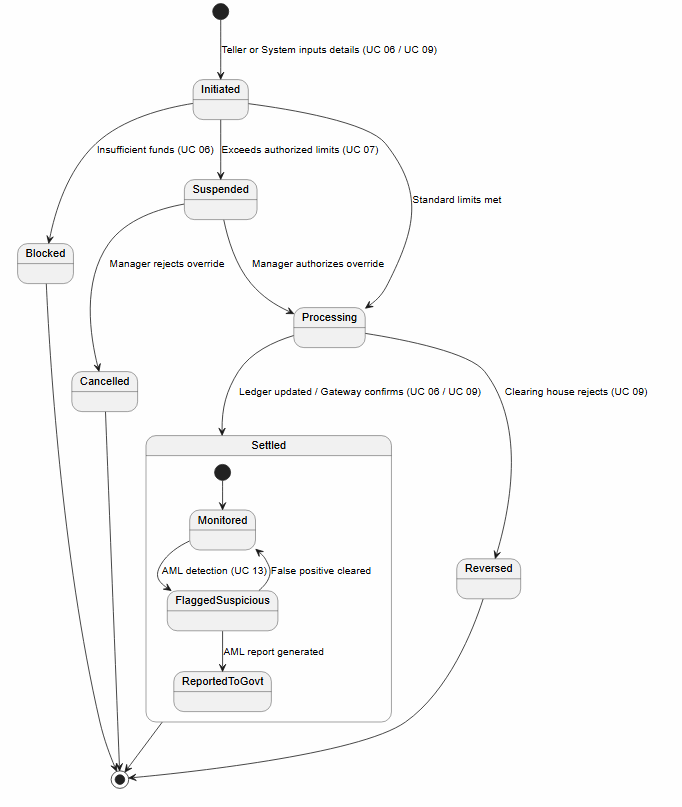 Teller or System inputs details (UC 06 / UC 09)
Initiated
Insufficient funds (UC 06)
Exceeds authorized limits (UC 07)
Suspended
Standard limits met
Blocked
Manager rejects override
Manager authorizes override
Processing
Cancelled
Ledger updated / Gateway confirms (UC 06 / UC 09)
Clearing house rejects (UC 09)
Settled
Monitored
AML detection (UC 13)
False positive cleared
Reversed
FlaggedSuspicious
AML report generated
ReportedToGovt